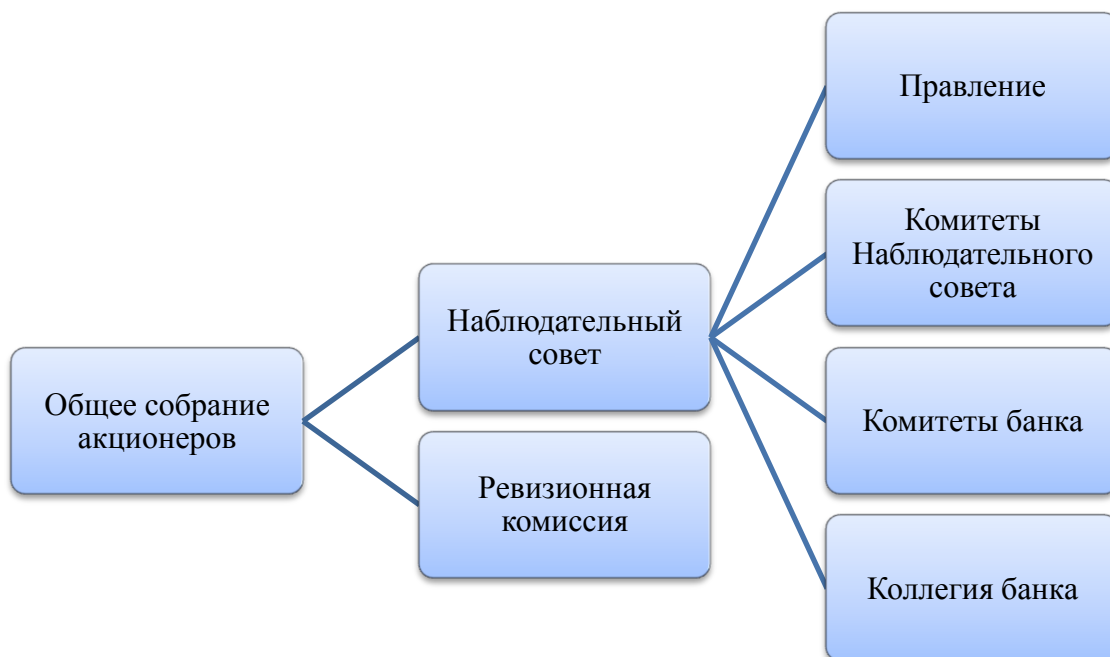 Общее собрание
акционеров
Наблюдательный
совет
Ревизионная
комиссия
Правление
Комитеты
Наблюдательного
совета
Комитеты банка
Коллегия банка